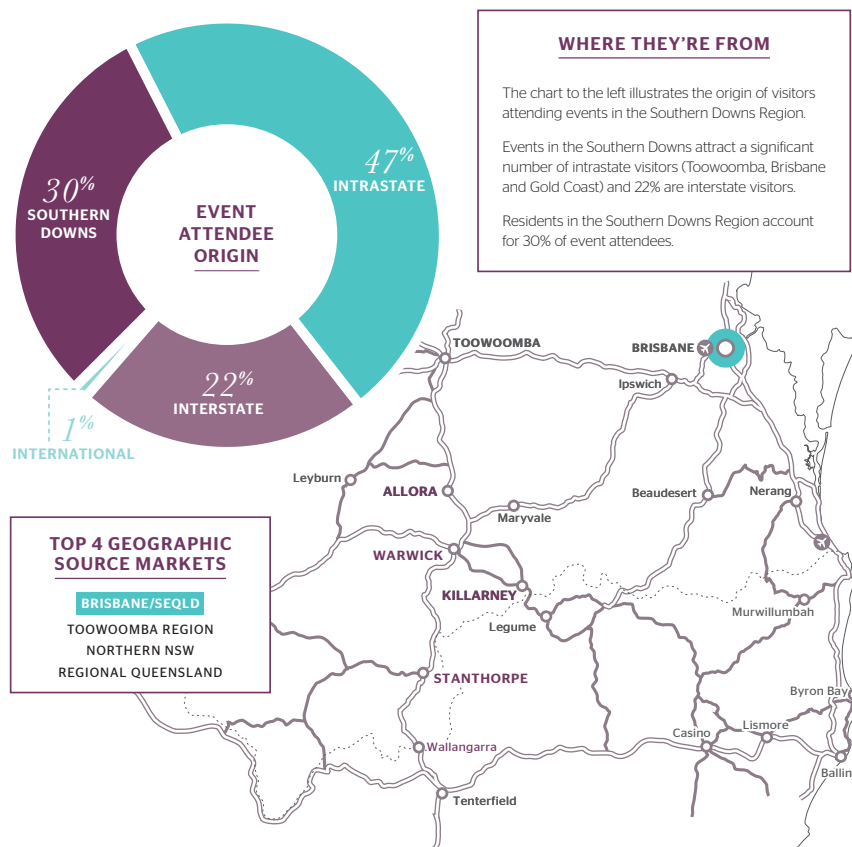 WHERE THEY'RE FROM
The chart to the left illustrates the origin of visitors
attending events in the Southern Downs Region.
Events in the Southern Downs attract a significant
number of intrastate visitors (Toowoomba, Brisbane
and Gold Coast) and 22% are interstate visitors.
Residents in the Southern Downs Region account
for 30% of event attendees.
47%
INTRASTATE
30%
SOUTHERN
DOWNS
EVENT
ATTENDEE
ORIGIN
22%
INTERSTATE
1%
INTERNATIONAL
TOOWOOMBA
BRISBANE
Ipswich
Leyburn
ALLORA
Maryvale
Beaudesert
Nerang
WARWICK
KILLARNEY
Legume
Murwillumbah
STANTHORPE
Byron Bay
Lismore
Casino
Wallangarra
Ballin
Tenterfield
TOP 4 GEOGRAPHIC
SOURCE MARKETS
BRISBANE/SEQLD
TOOWOOMBA REGION
NORTHERN NSW
REGIONAL QUEENSLAND